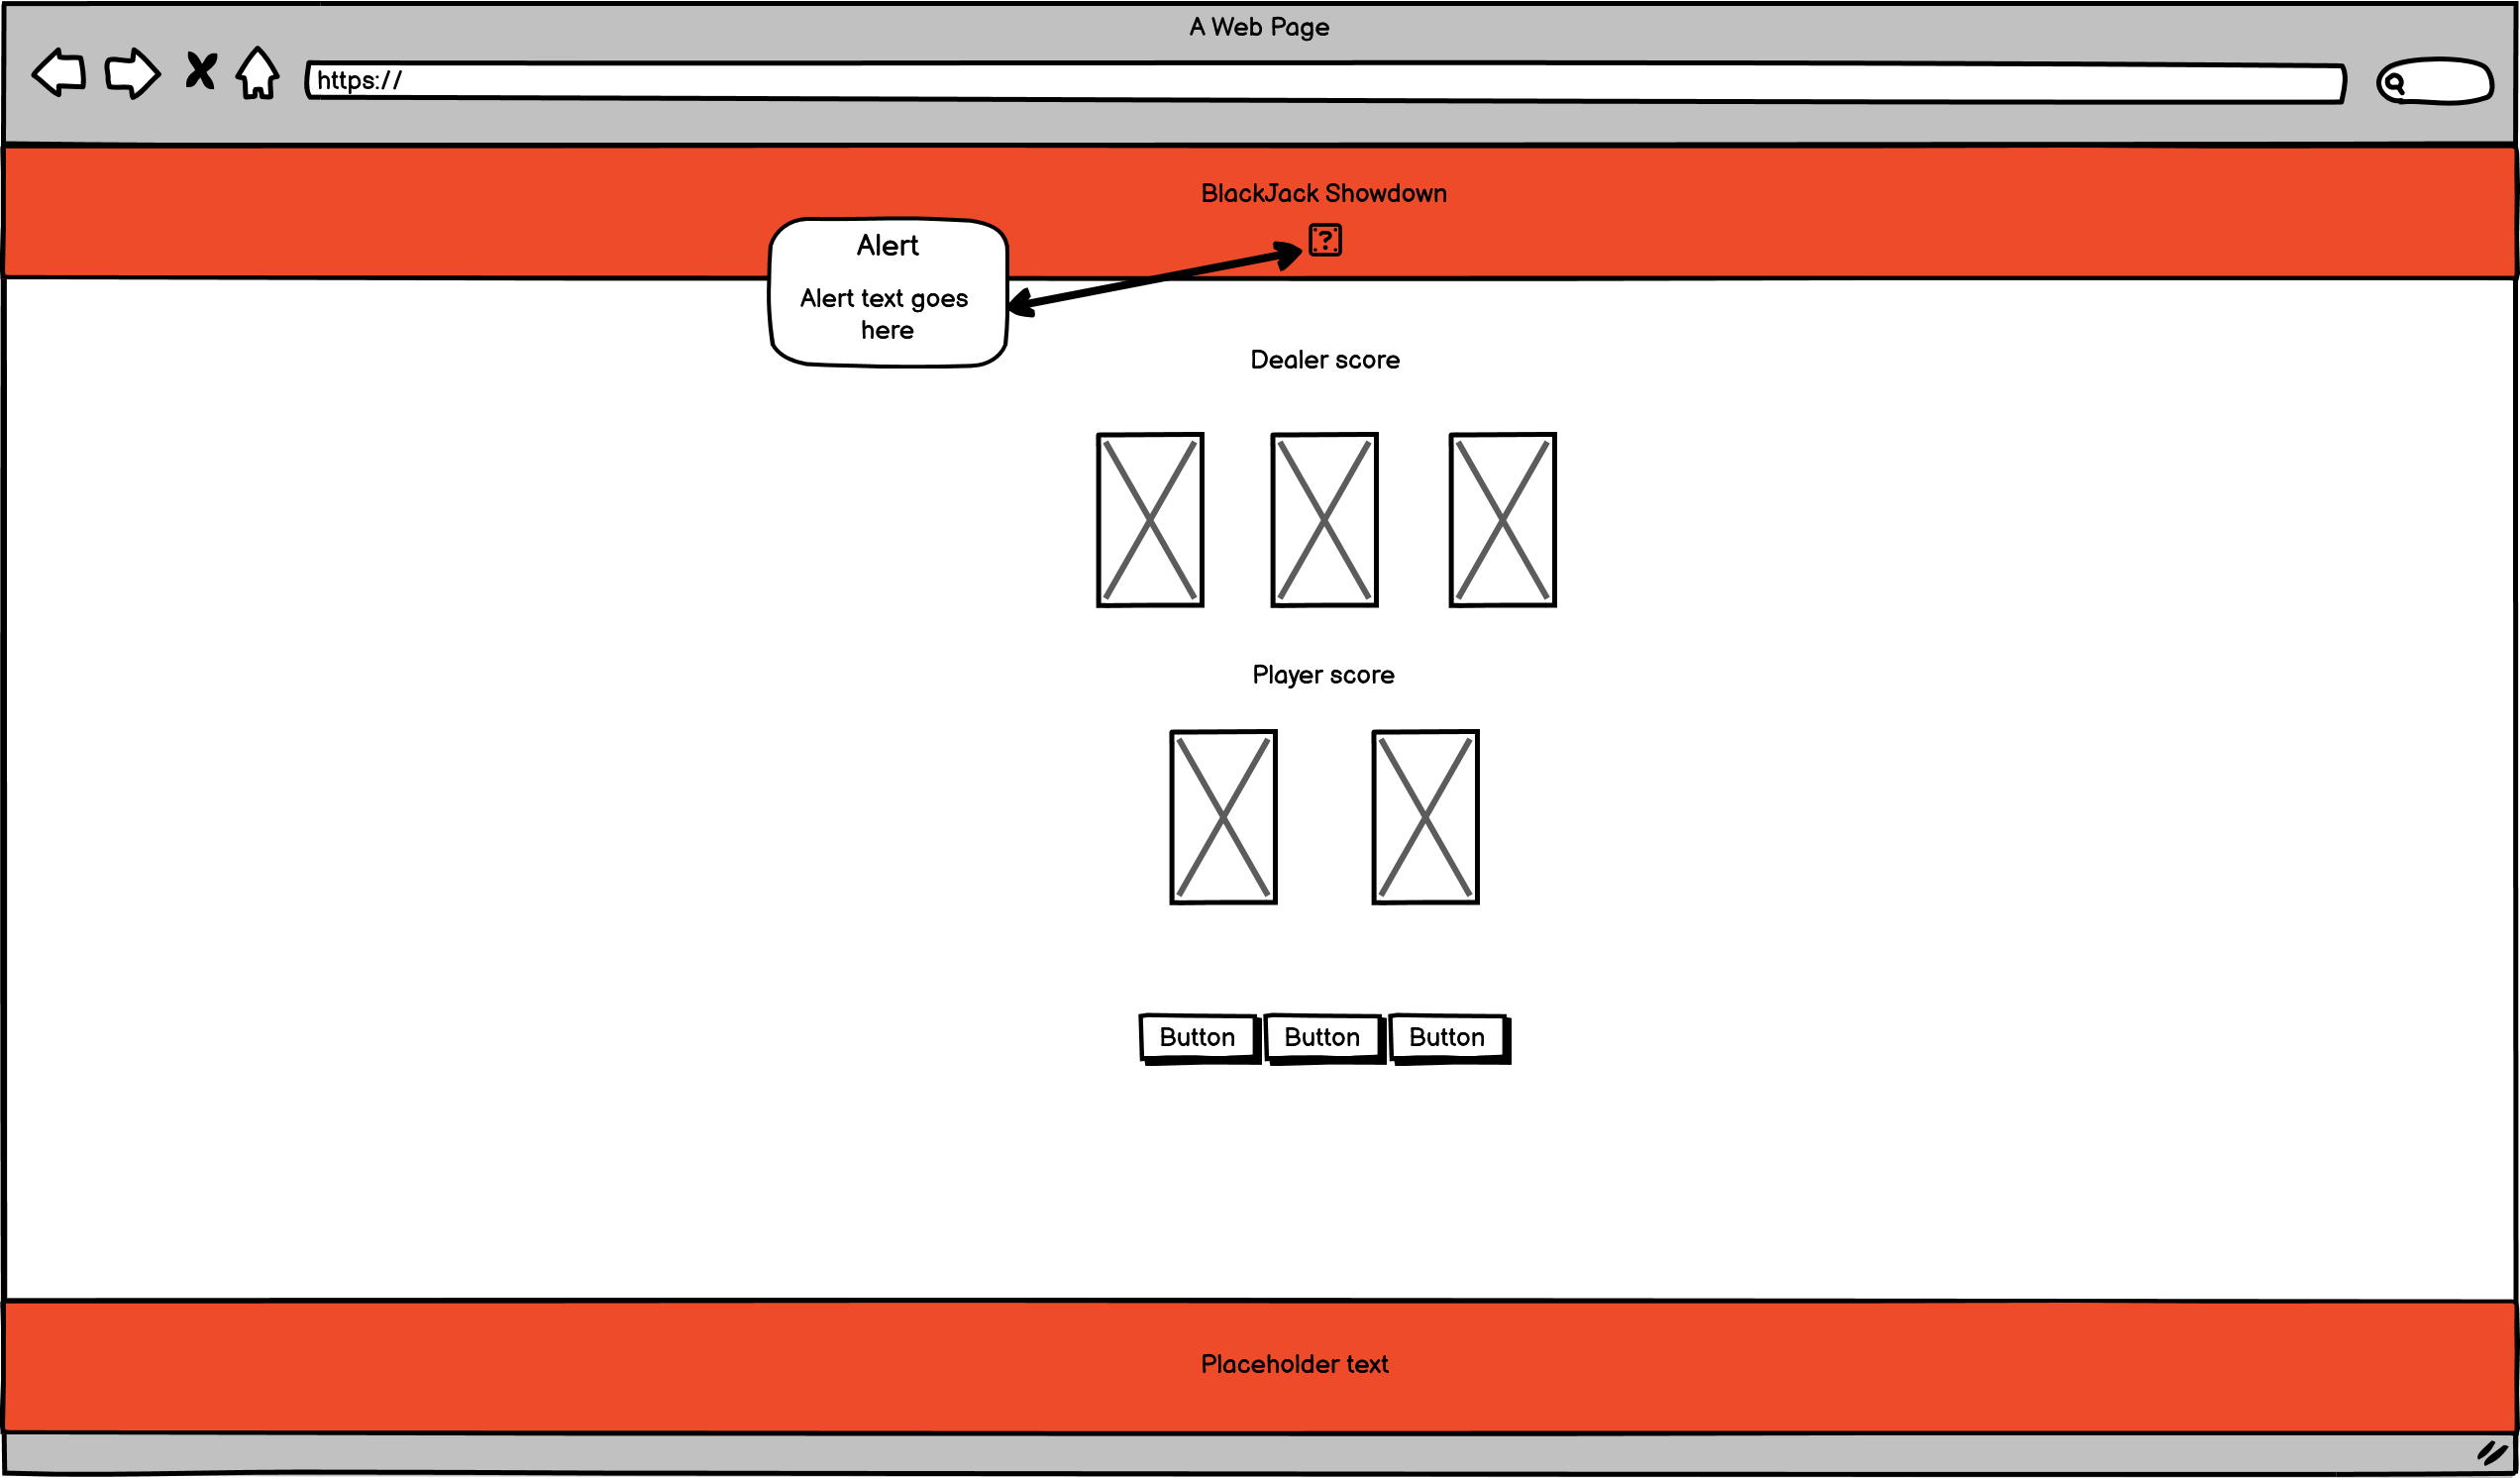 A Web Page
https://
BlackJack Showdown
?
Alert
Alert text goes
here
Dealer score
Player score
Button Button Button
Placeholder text